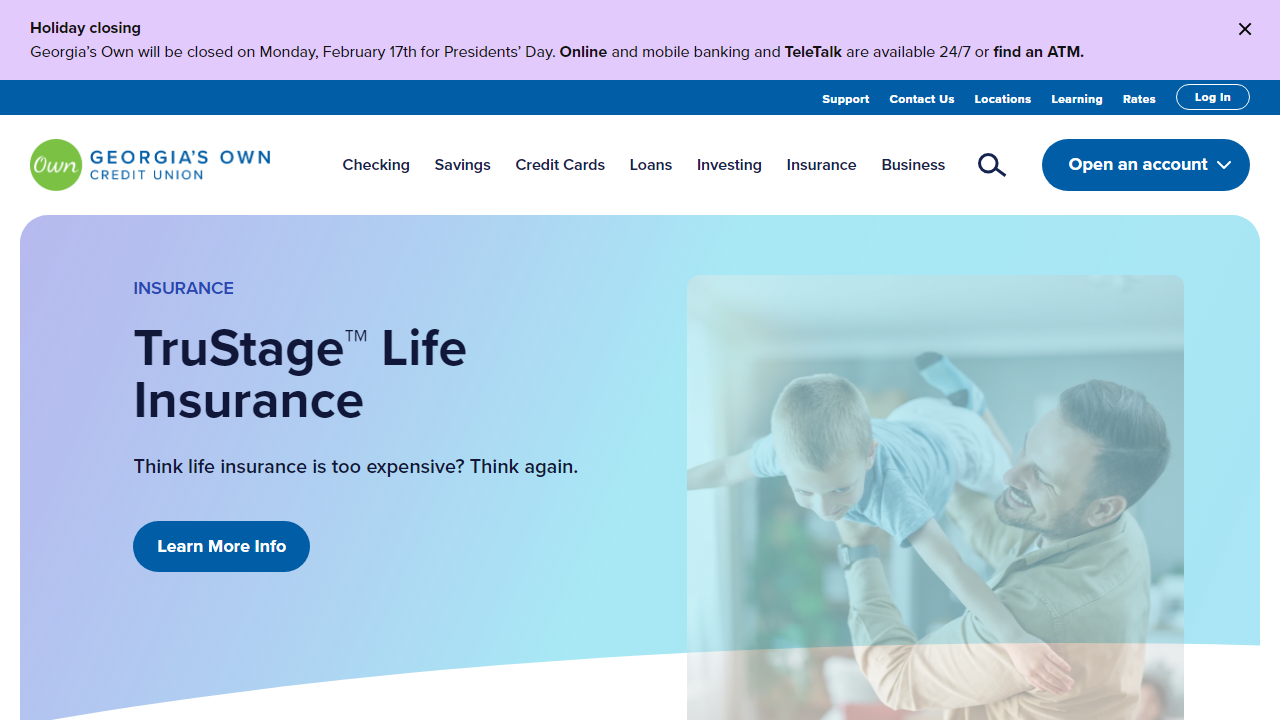 Holiday closing
Georgia’s Own will be closed on Monday, February 17th for Presidents’ Day. Online and mobile banking and TeleTalk are available 24/7 or find an ATM.
Support Contact Us Locations Learning Rates Log In
Own GEORGIA’S OWN
CREDIT UNION
Checking Savings Credit Cards Loans Investing Insurance Business Open an account
INSURANCE
TruStage™ Life
Insurance
Think life insurance is too expensive? Think again.
Learn More Info